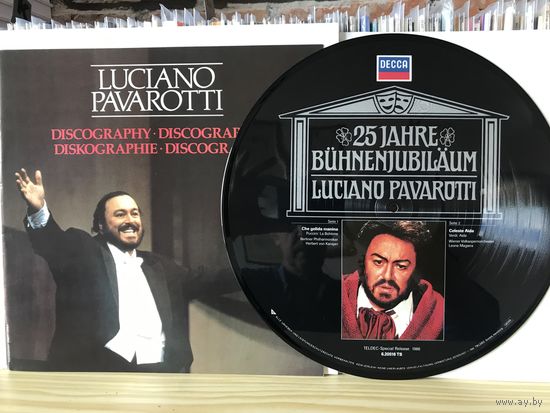 LUCIANO
PAVAROTTI
DISCOGRAPHY · DISCOGRAP
DISKOGRAPHIE · DISCOGRA
DECCA
25 JAHRE
BÜHNENJUBILÄUM
LUCIANO PAVAROTTI
Seite 1
Che gelida manina
Puccini: La Bohème
Berliner Philharmoniker
Herbert von Karajan
Seite 2
Celeste Aida
Verdi: Aida
Wiener Volksopernorchester
Leone Magiera
TELDEC-Special Release 1986
6.20516 TS
www.ay.by